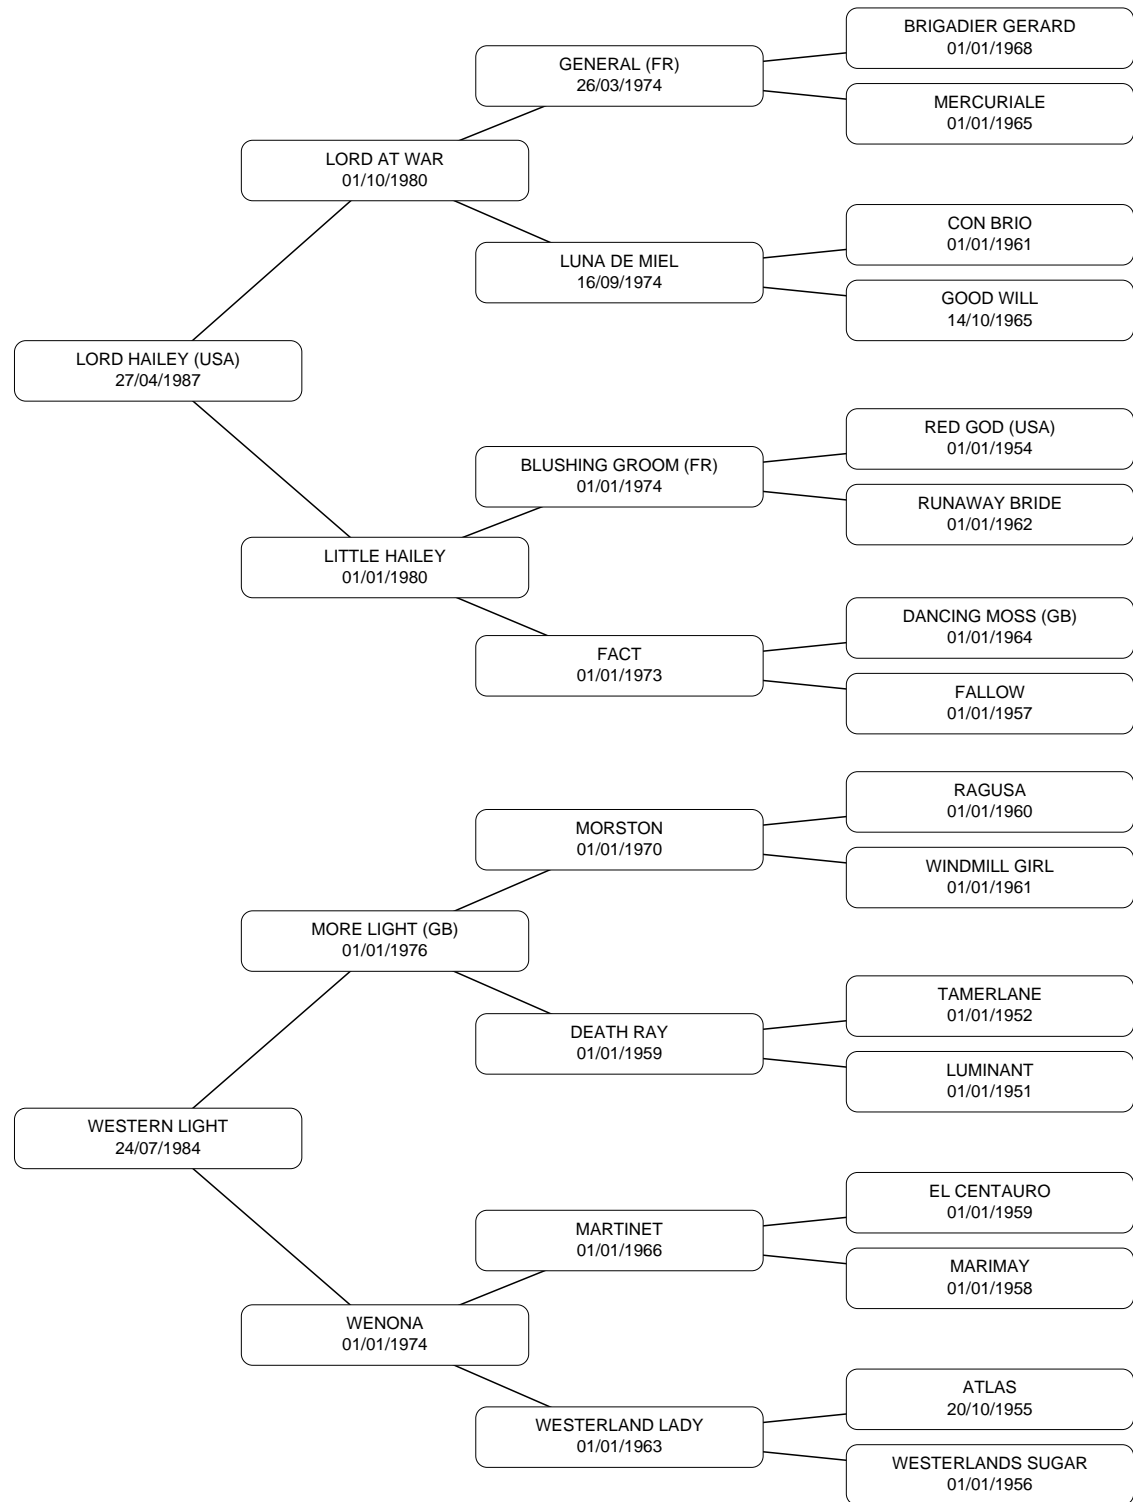 BRIGADIER GERARD
01/01/1968
GENERAL (FR)
26/03/1974
MERCURIALE
01/01/1965
LORD AT WAR
01/10/1980
CON BRIO
01/01/1961
LUNA DE MIEL
16/09/1974
GOOD WILL
14/10/1965
LORD HAILEY (USA)
27/04/1987
RED GOD (USA)
01/01/1954
BLUSHING GROOM (FR)
01/01/1974
RUNAWAY BRIDE
01/01/1962
LITTLE HAILEY
01/01/1980
DANCING MOSS (GB)
01/01/1964
FACT
01/01/1973
FALLOW
01/01/1957
RAGUSA
01/01/1960
MORSTON
01/01/1970
WINDMILL GIRL
01/01/1961
MORE LIGHT (GB)
01/01/1976
TAMERLANE
01/01/1952
DEATH RAY
01/01/1959
LUMINANT
01/01/1951
WESTERN LIGHT
24/07/1984
EL CENTAURO
01/01/1959
MARTINET
01/01/1966
MARIMAY
01/01/1958
WENONA
01/01/1974
ATLAS
20/10/1955
WESTERLAND LADY
01/01/1963
WESTERLANDS SUGAR
01/01/1956